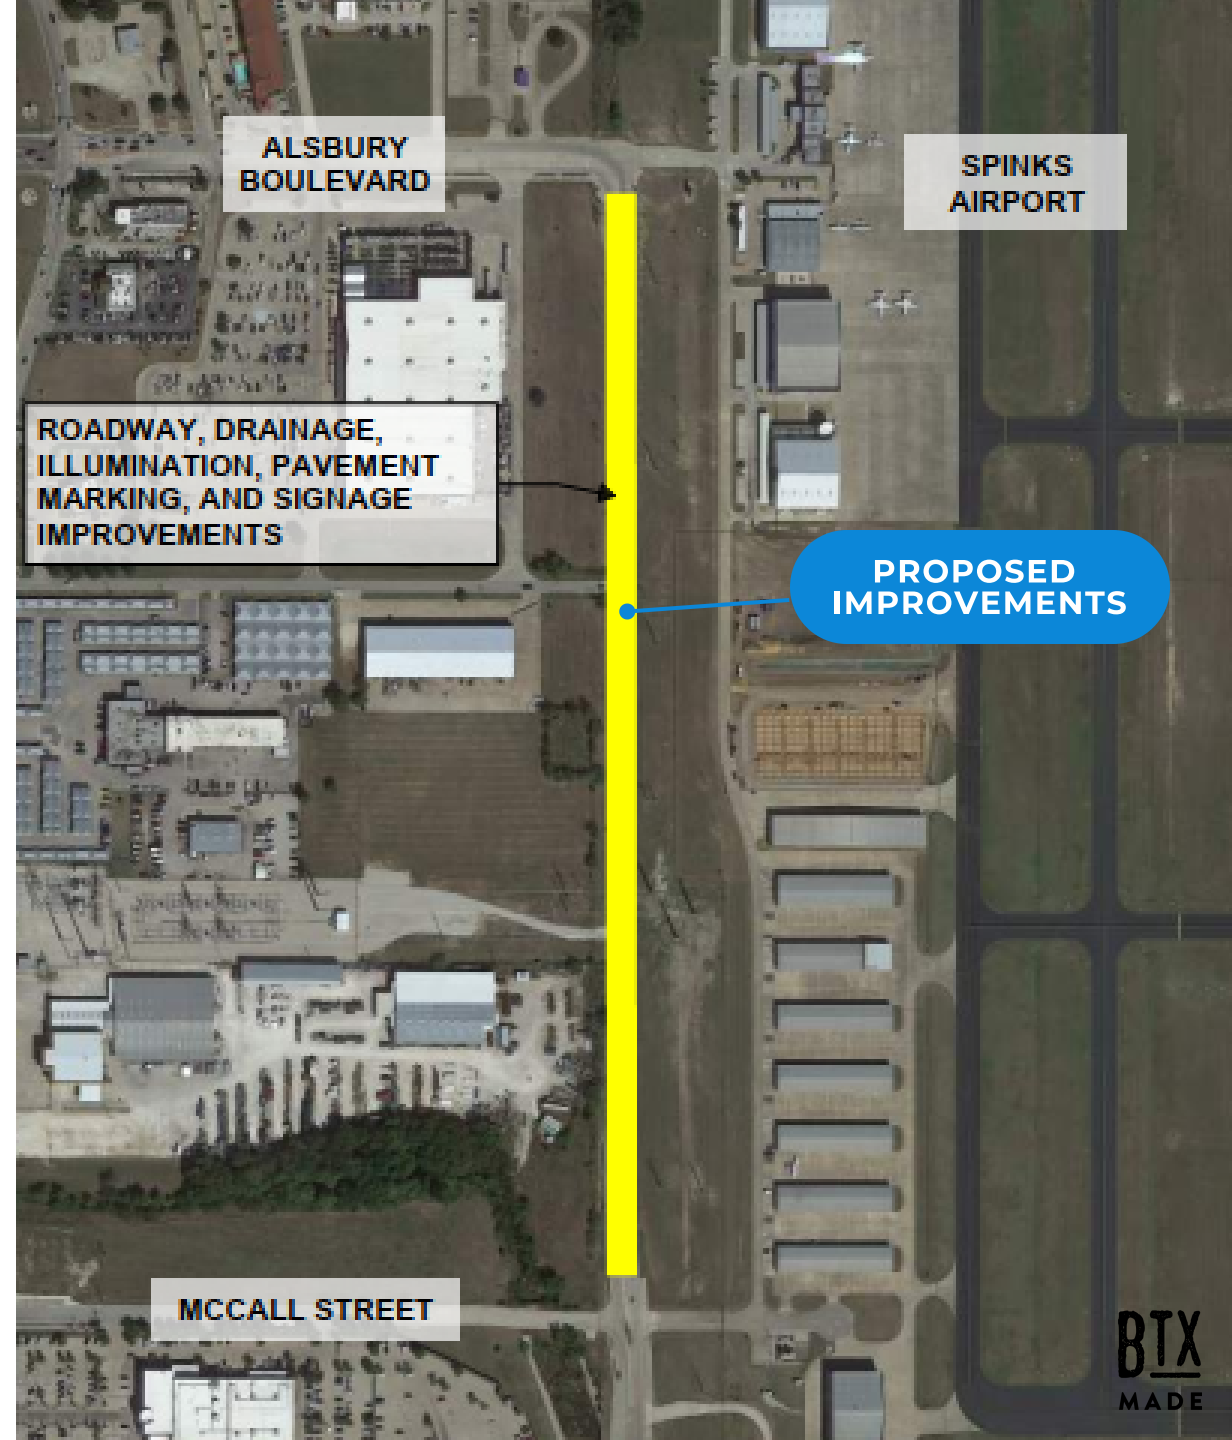 ALSBURY
BOULEVARD
SPINKS
AIRPORT
ROADWAY, DRAINAGE,
ILLUMINATION, PAVEMENT
MARKING, AND SIGNAGE
IMPROVEMENTS
PROPOSED
IMPROVEMENTS
MCCALL STREET
BTX
MADE